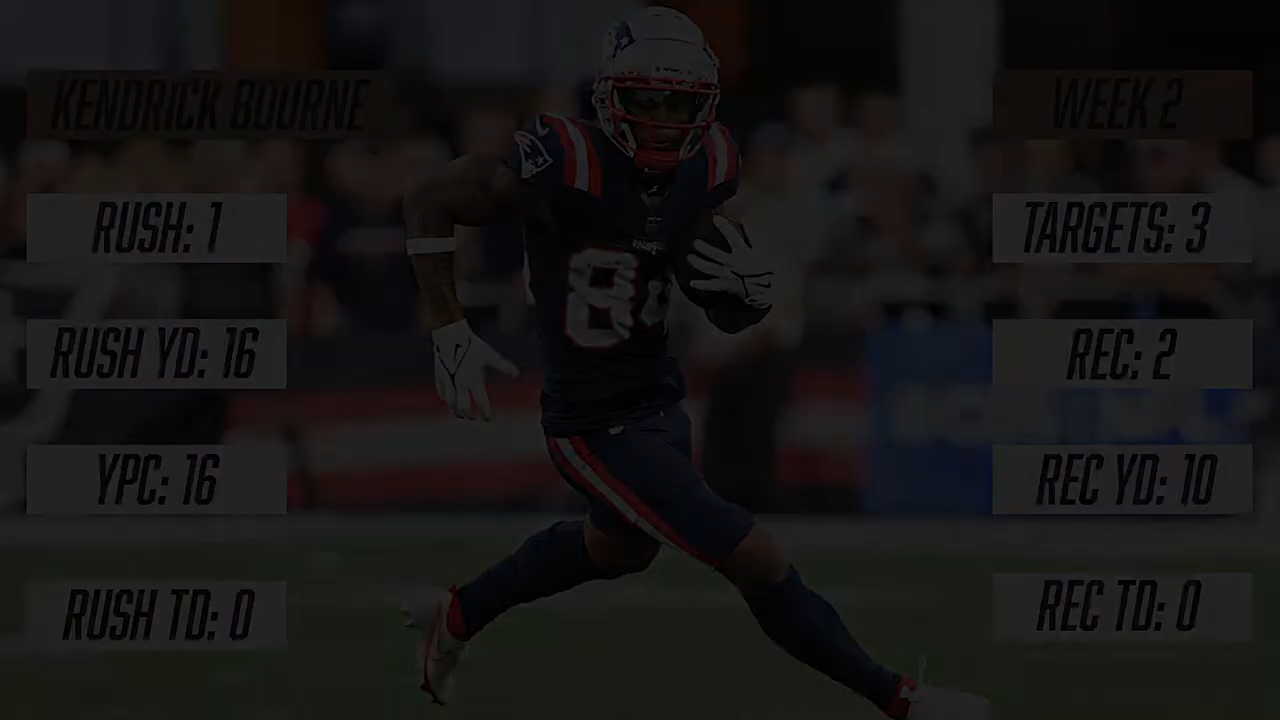 KENDRICK BOURNE
WEEK 2
RUSH: 1
TARGETS: 3
RUSH YD: 16
REC: 2
YPC: 16
REC YD: 10
RUSH TD: 0
REC TD: 0
84